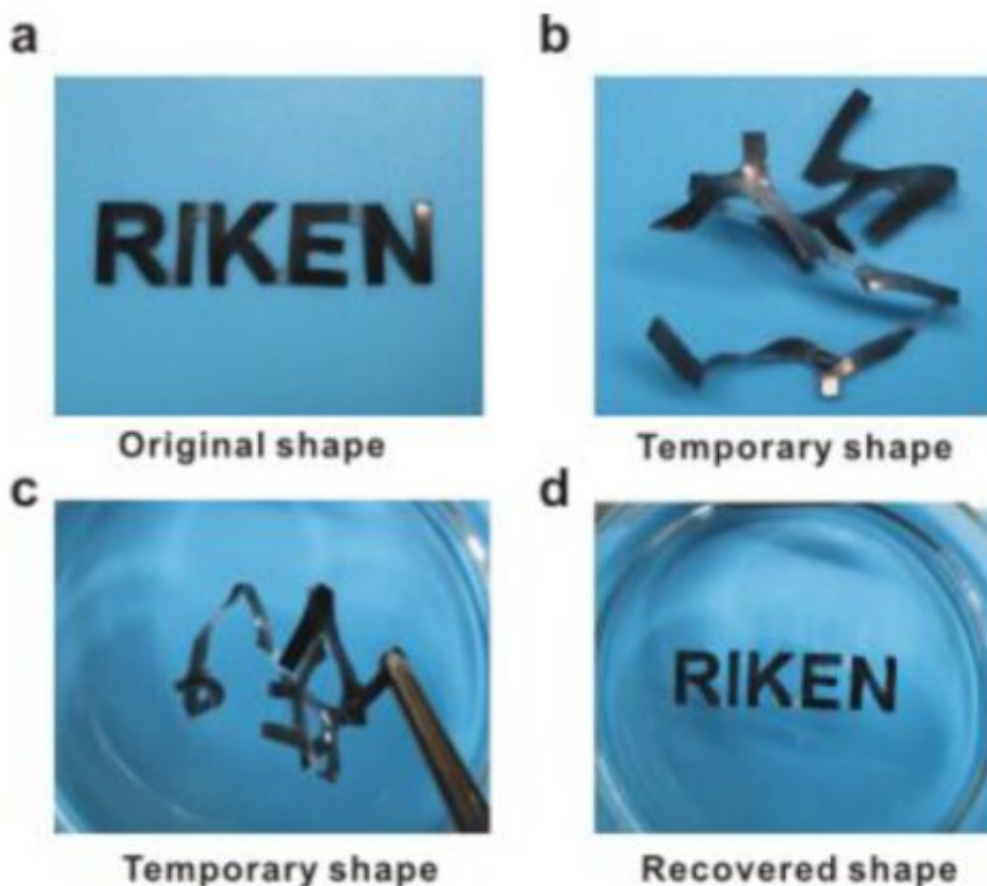 a
b
RIKEN
Original shape
Temporary shape
c
d
RIKEN
Temporary shape
Recovered shape